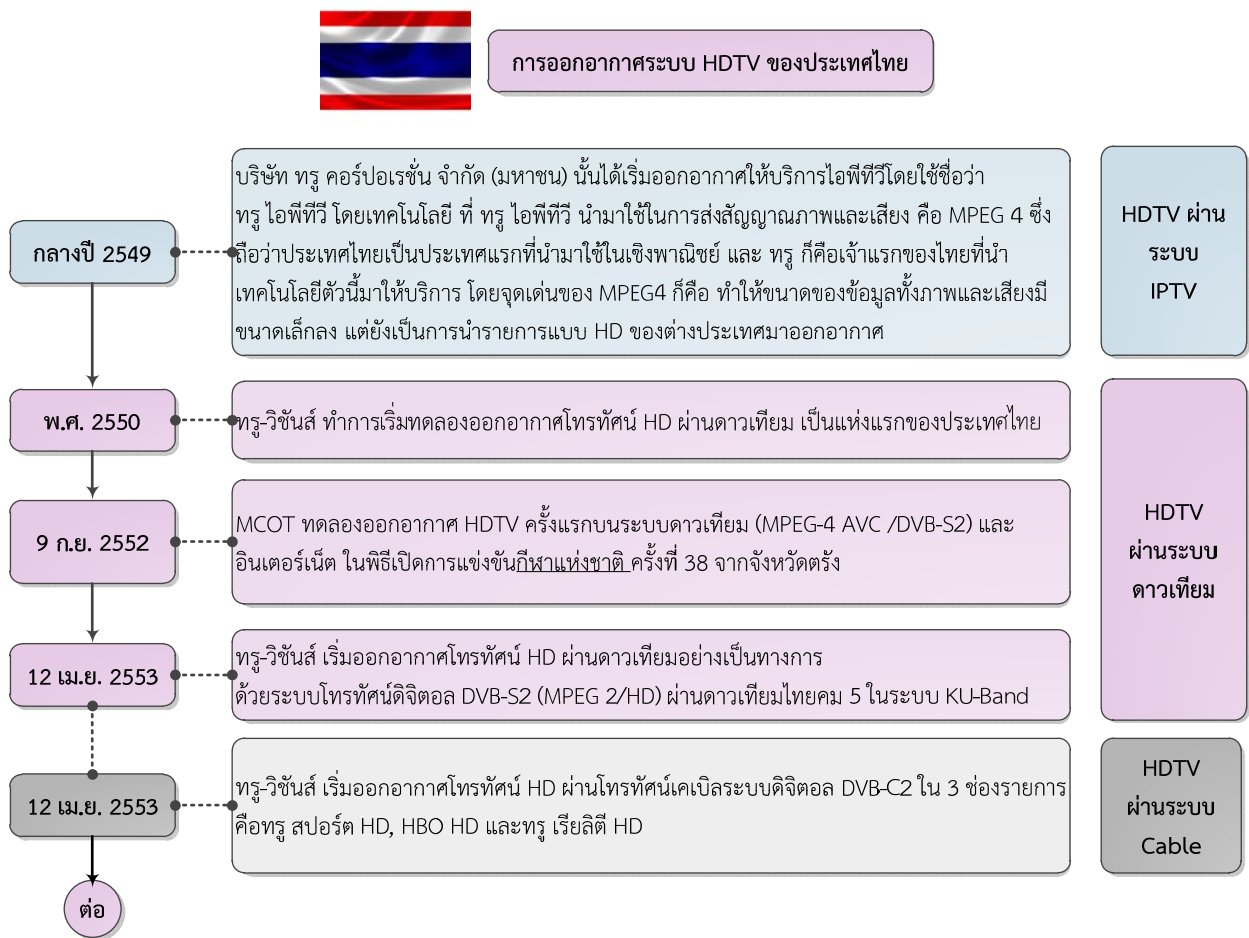 การออกอากาศระบบ HDTV ของประเทศไทย
กลางปี 2549
บริษัท ทรู คอร์ปอเรชั่น จำกัด (มหาชน) นั้นได้เริ่มออกอากาศให้บริการไอพีทีวีโดยใช้ชื่อว่า
ทรู ไอพีทีวี โดยเทคโนโลยี ที่ ทรู ไอพีทีวี นำมาใช้ในการส่งสัญญาณภาพและเสียง คือ MPEG 4 ซึ่ง
ถือว่าประเทศไทยเป็นประเทศแรกที่นำมาใช้ในเชิงพาณิชย์ และ ทรู ก็คือเจ้าแรกของไทยที่นำ
เทคโนโลยีตัวนี้มาให้บริการ โดยจุดเด่นของ MPEG4 ก็คือ ทำให้ขนาดของข้อมูลทั้งภาพและเสียงมี
ขนาดเล็กลง แต่ยังเป็นการนำรายการแบบ HD ของต่างประเทศมาออกอากาศ
HDTV ผ่าน
ระบบ
IPTV
พ.ศ. 2550
ทรู-วิชันส์ ทำการเริ่มทดลองออกอากาศโทรทัศน์ HD ผ่านดาวเทียม เป็นแห่งแรกของประเทศไทย
9 ก.ย. 2552
MCOT ทดลองออกอากาศ HDTV ครั้งแรกบนระบบดาวเทียม (MPEG-4 AVC /DVB-S2) และ
อินเตอร์เน็ต ในพิธีเปิดการแข่งขันกีฬาแห่งชาติ ครั้งที่ 38 จากจังหวัดตรัง
12 เม.ย. 2553
ทรู-วิชันส์ เริ่มออกอากาศโทรทัศน์ HD ผ่านดาวเทียมอย่างเป็นทางการ
ด้วยระบบโทรทัศน์ดิจิตอล DVB-S2 (MPEG 2/HD) ผ่านดาวเทียมไทยคม 5 ในระบบ KU-Band
HDTV
ผ่านระบบ
ดาวเทียม
12 เม.ย. 2553
ทรู-วิชันส์ เริ่มออกอากาศโทรทัศน์ HD ผ่านโทรทัศน์เคเบิลระบบดิจิตอล DVB-C2 ใน 3 ช่องรายการ
คือทรู สปอร์ต HD, HBO HD และทรู เรียลิตี HD
HDTV
ผ่านระบบ
Cable
ต่อ